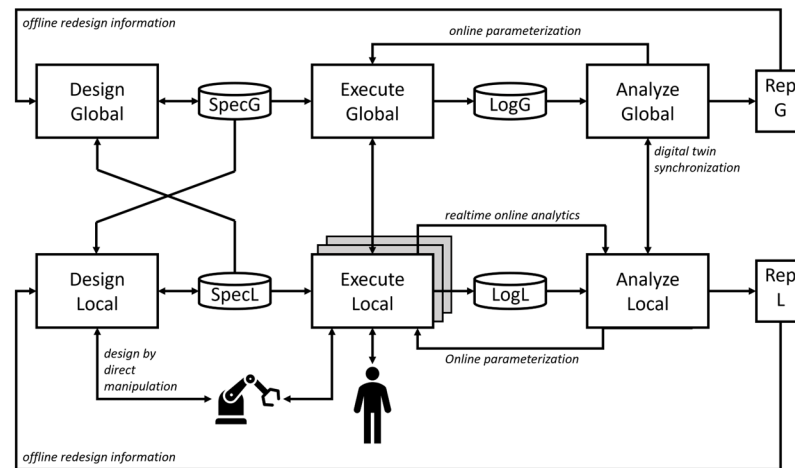 offline redesign information
online parameterization
Design
Global
SpecG
Execute
Global
LogG
Analyze
Global
Rep
G
digital twin
synchronization
realtime online analytics
Design
Local
SpecL
Execute
Local
LogL
Analyze
Local
Rep
L
design by
direct
manipulation
Online parameterization
offline redesign information